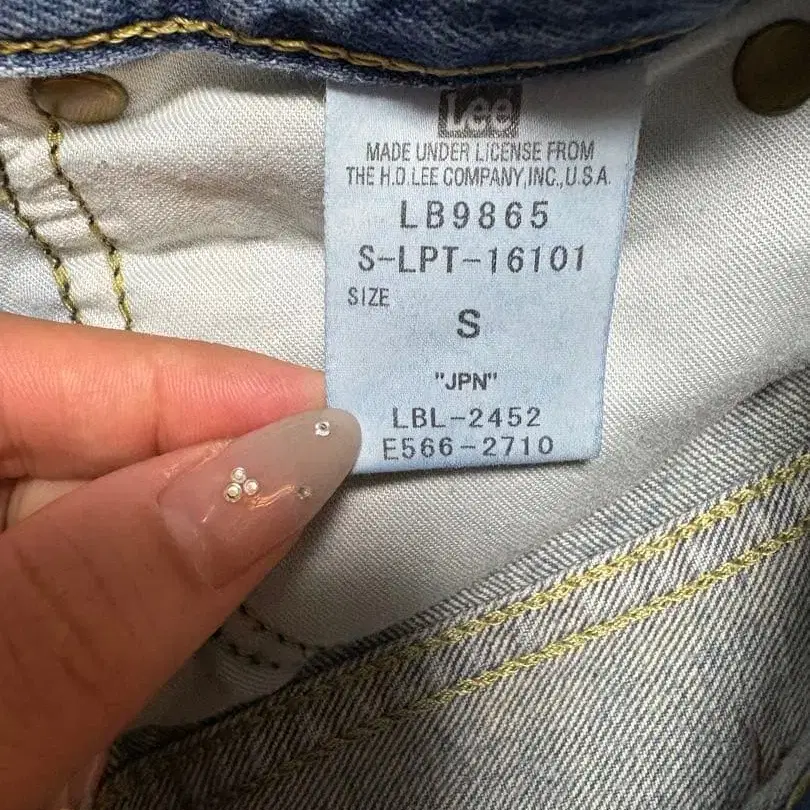 Lee
MADE UNDER LICENSE FROM
THE H.D.LEE COMPANY,INC.,U.S.A.
LB9865
S-LPT-16101
SIZE
S
"JPN"
LBL-2452
E566-2710